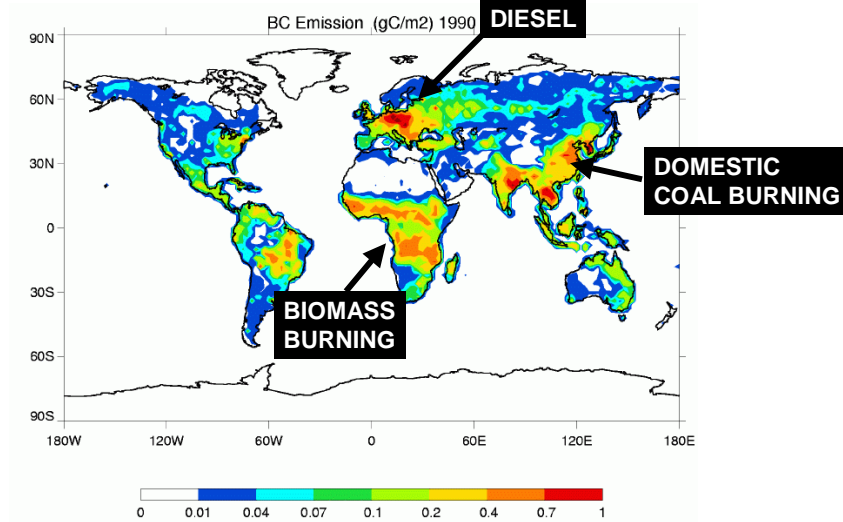 BC Emission (gC/m2) 1990
DIESEL
90N
60N
30N
0
30S
60S
90S
DOMESTIC
COAL BURNING
BIOMASS
BURNING
180W 120W 60W 0 60E 120E 180E
0 0.01 0.04 0.07 0.1 0.2 0.4 0.7 1